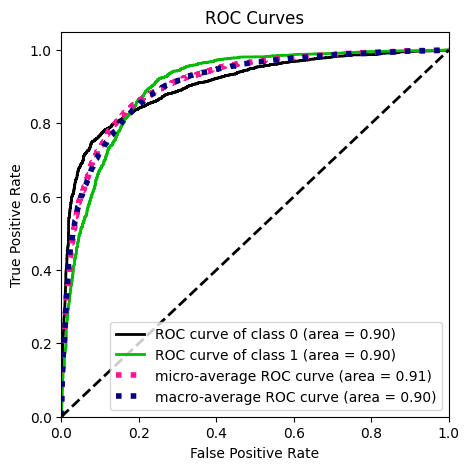 ROC Curves
True Positive Rate
1.0
0.8
0.6
0.4
0.2
0.0
ROC curve of class 0 (area = 0.90)
ROC curve of class 1 (area = 0.90)
micro-average ROC curve (area = 0.91)
macro-average ROC curve (area = 0.90)
0.0 0.2 0.4 0.6 0.8 1.0
False Positive Rate